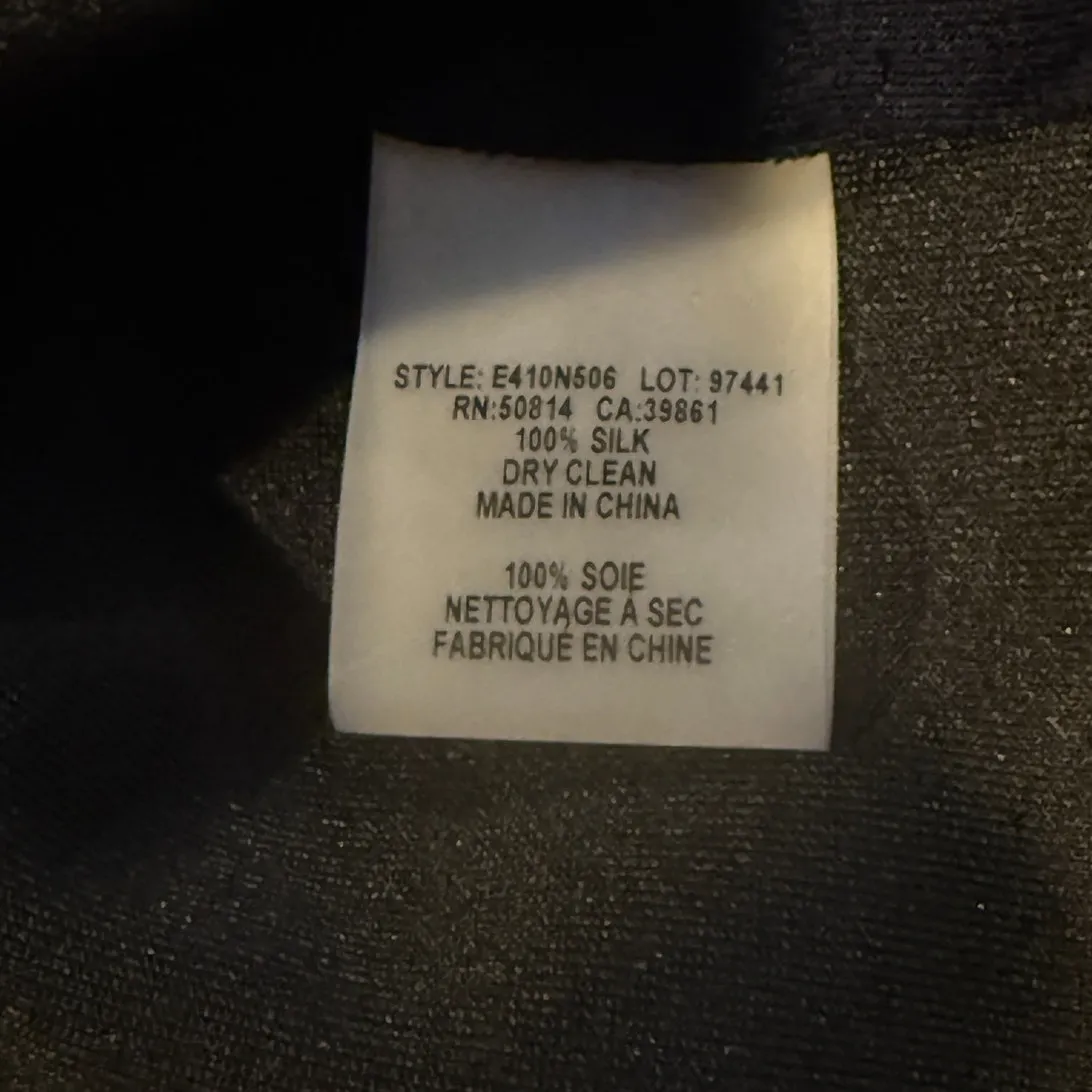 STYLE: E410N506 LOT: 97441
RN:50814 CA:39861
100% SILK
DRY CLEAN
MADE IN CHINA
100% SOIE
NETTOYAGE À SEC
FABRIQUÉ EN CHINE